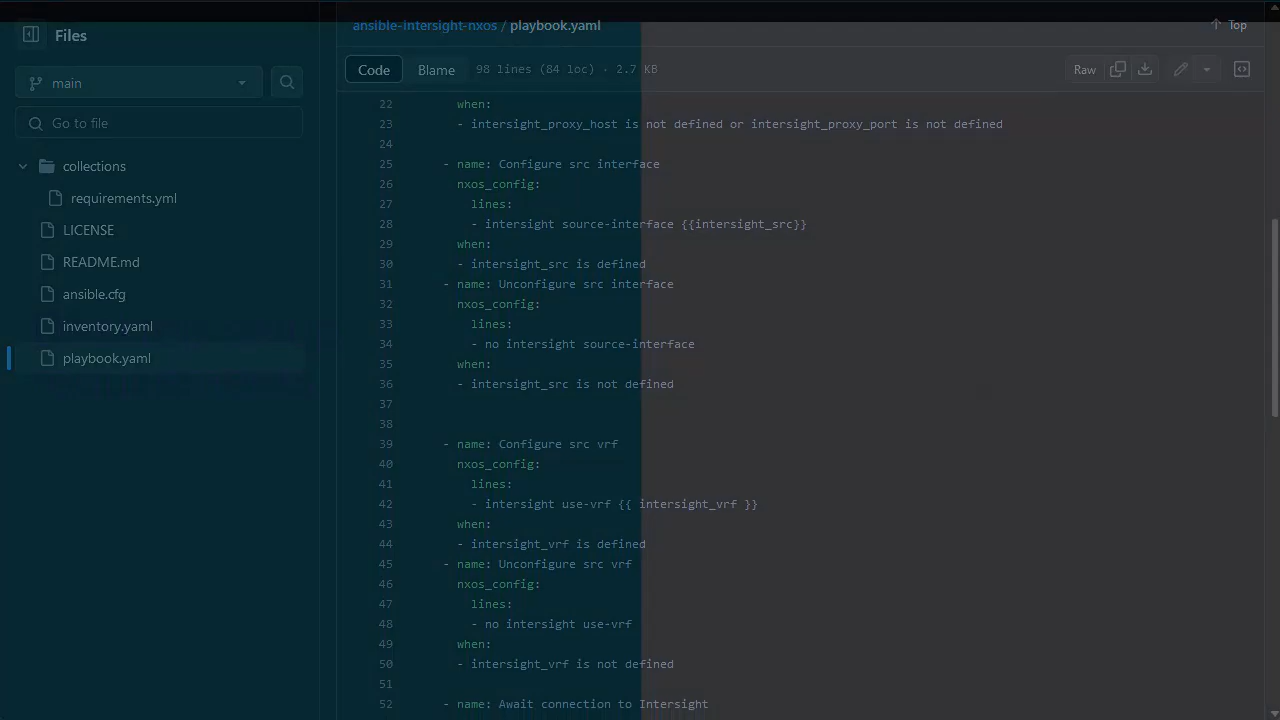 Files
main
Go to file
collections
requirements.yml
LICENSE
README.md
ansible.cfg
inventory.yaml
playbook.yaml
ansible-intersight-nxos / playbook.yaml
Top
Code Blame 98 lines (84 loc) · 2.7 KB
Raw
22 when:
23 - intersight_proxy_host is not defined or intersight_proxy_port is not defined
24
25 - name: Configure src interface
26 nxos_config:
27 lines:
28 - intersight source-interface {{intersight_src}}
29 when:
30 - intersight_src is defined
31 - name: Unconfigure src interface
32 nxos_config:
33 lines:
34 - no intersight source-interface
35 when:
36 - intersight_src is not defined
37
38
39 - name: Configure src vrf
40 nxos_config:
41 lines:
42 - intersight use-vrf {{ intersight_vrf }}
43 when:
44 - intersight_vrf is defined
45 - name: Unconfigure src vrf
46 nxos_config:
47 lines:
48 - no intersight use-vrf
49 when:
50 - intersight_vrf is not defined
51
52 - name: Await connection to Intersight